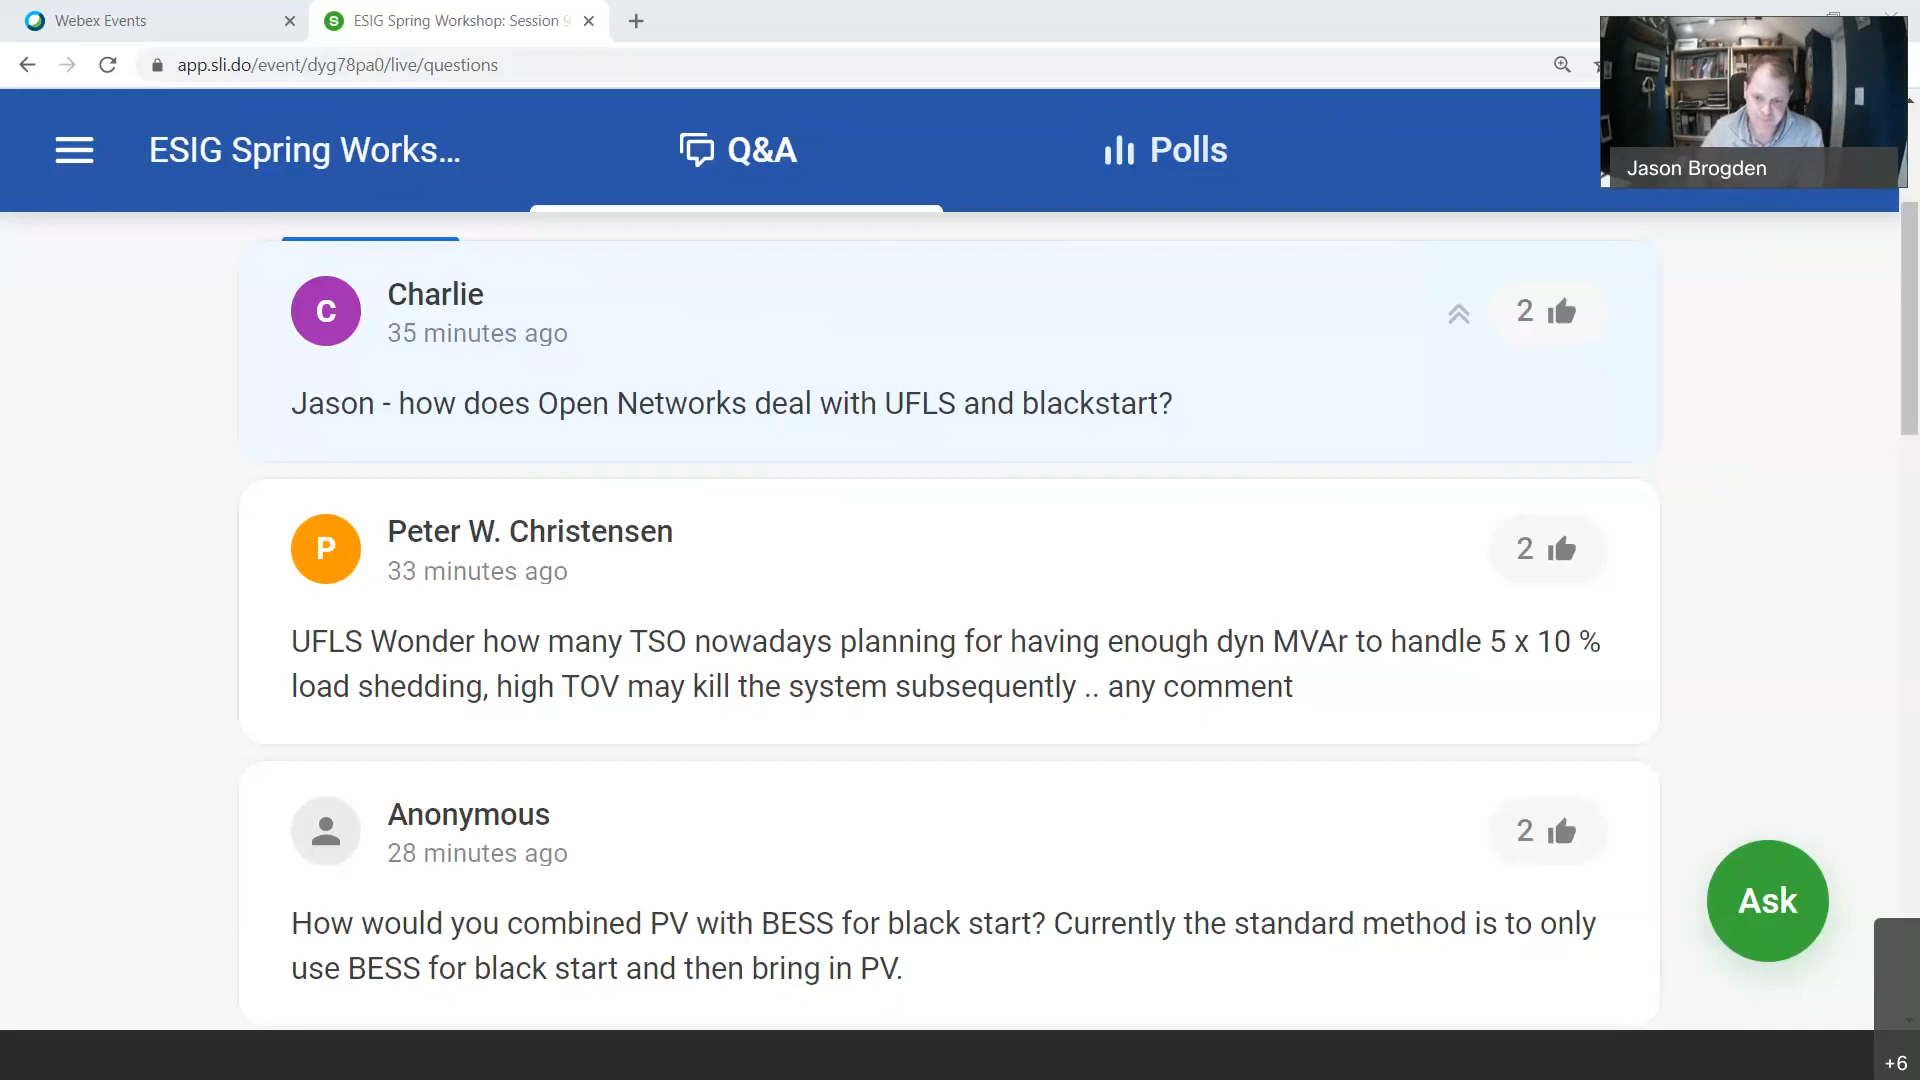 Webex Events
S ESIG Spring Workshop: Session 9
app.sli.do/event/dyg78pa0/live/questions
ESIG Spring Works...
Q&A
Polls
Jason Brogden
C
Charlie
35 minutes ago
2
Jason - how does Open Networks deal with UFLS and blackstart?
P
Peter W. Christensen
33 minutes ago
2
UFLS Wonder how many TSO nowadays planning for having enough dyn MVAr to handle 5 x 10 %
load shedding, high TOV may kill the system subsequently .. any comment
Anonymous
28 minutes ago
2
How would you combined PV with BESS for black start? Currently the standard method is to only
use BESS for black start and then bring in PV.
Ask
+6